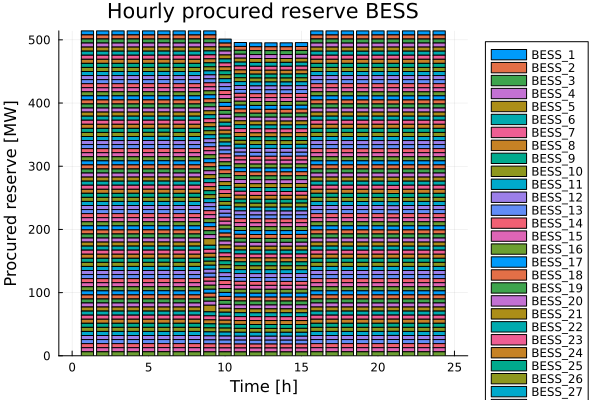 Hourly procured reserve BESS
Procured reserve [MW]
500
400
300
200
100
0
0 5 10 15 20 25
Time [h]
BESS_1
BESS_2
BESS_3
BESS_4
BESS_5
BESS_6
BESS_7
BESS_8
BESS_9
BESS_10
BESS_11
BESS_12
BESS_13
BESS_14
BESS_15
BESS_16
BESS_17
BESS_18
BESS_19
BESS_20
BESS_21
BESS_22
BESS_23
BESS_24
BESS_25
BESS_26
BESS_27